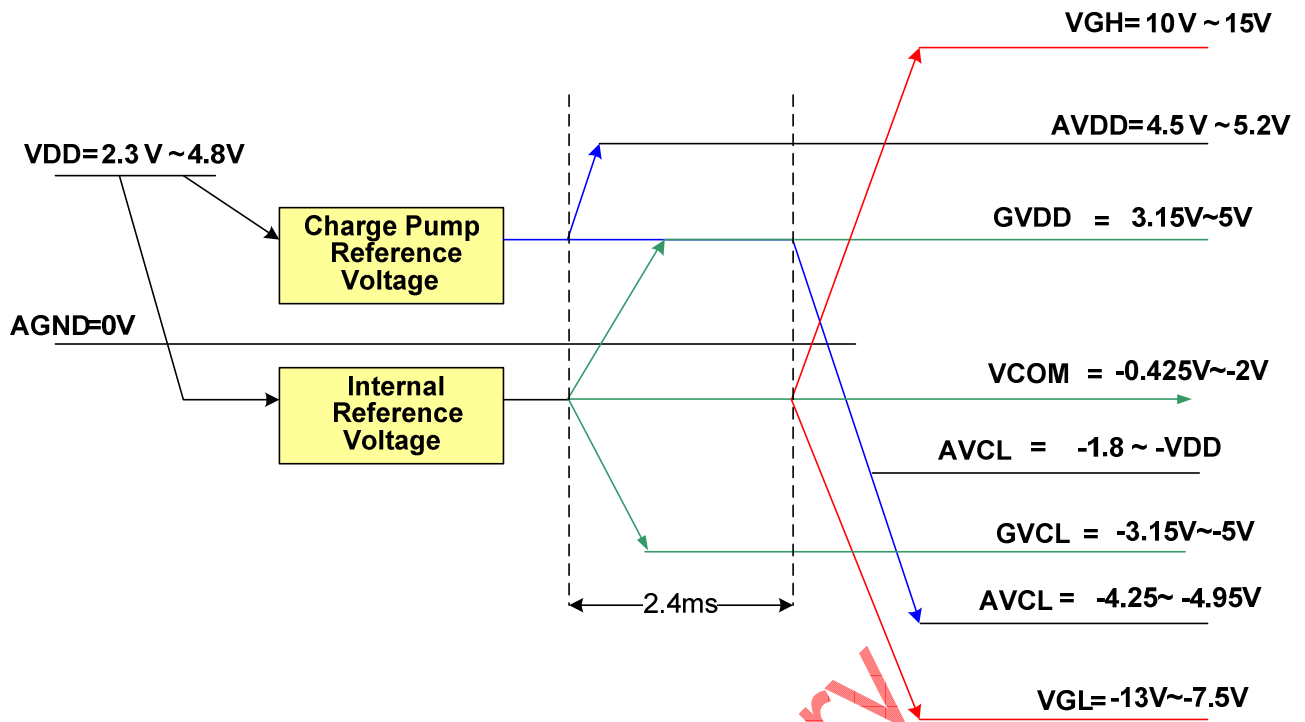 VGH= 10 V ~ 15V
AVDD= 4.5 V ~ 5.2V
VDD= 2.3 V ~ 4.8V
Charge Pump
Reference
Voltage
GVDD = 3.15V~5V
AGND=0V
Internal
Reference
Voltage
VCOM = -0.425V~-2V
AVCL = -1.8 ~ -VDD
GVCL = -3.15V~-5V
2.4ms
AVCL = -4.25~ -4.95V
VGL= -13V~-7.5V